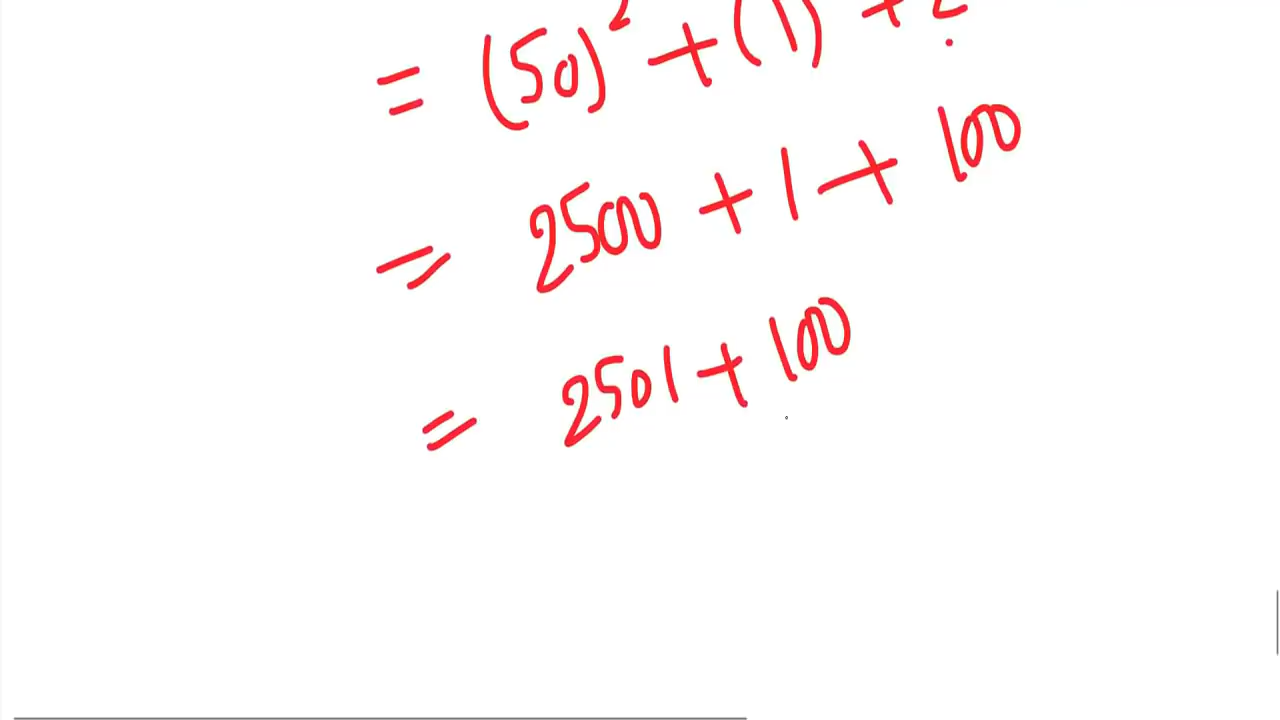 = (50)² + (1) + 2
= 2500 + 1 + 100
= 2501 + 100